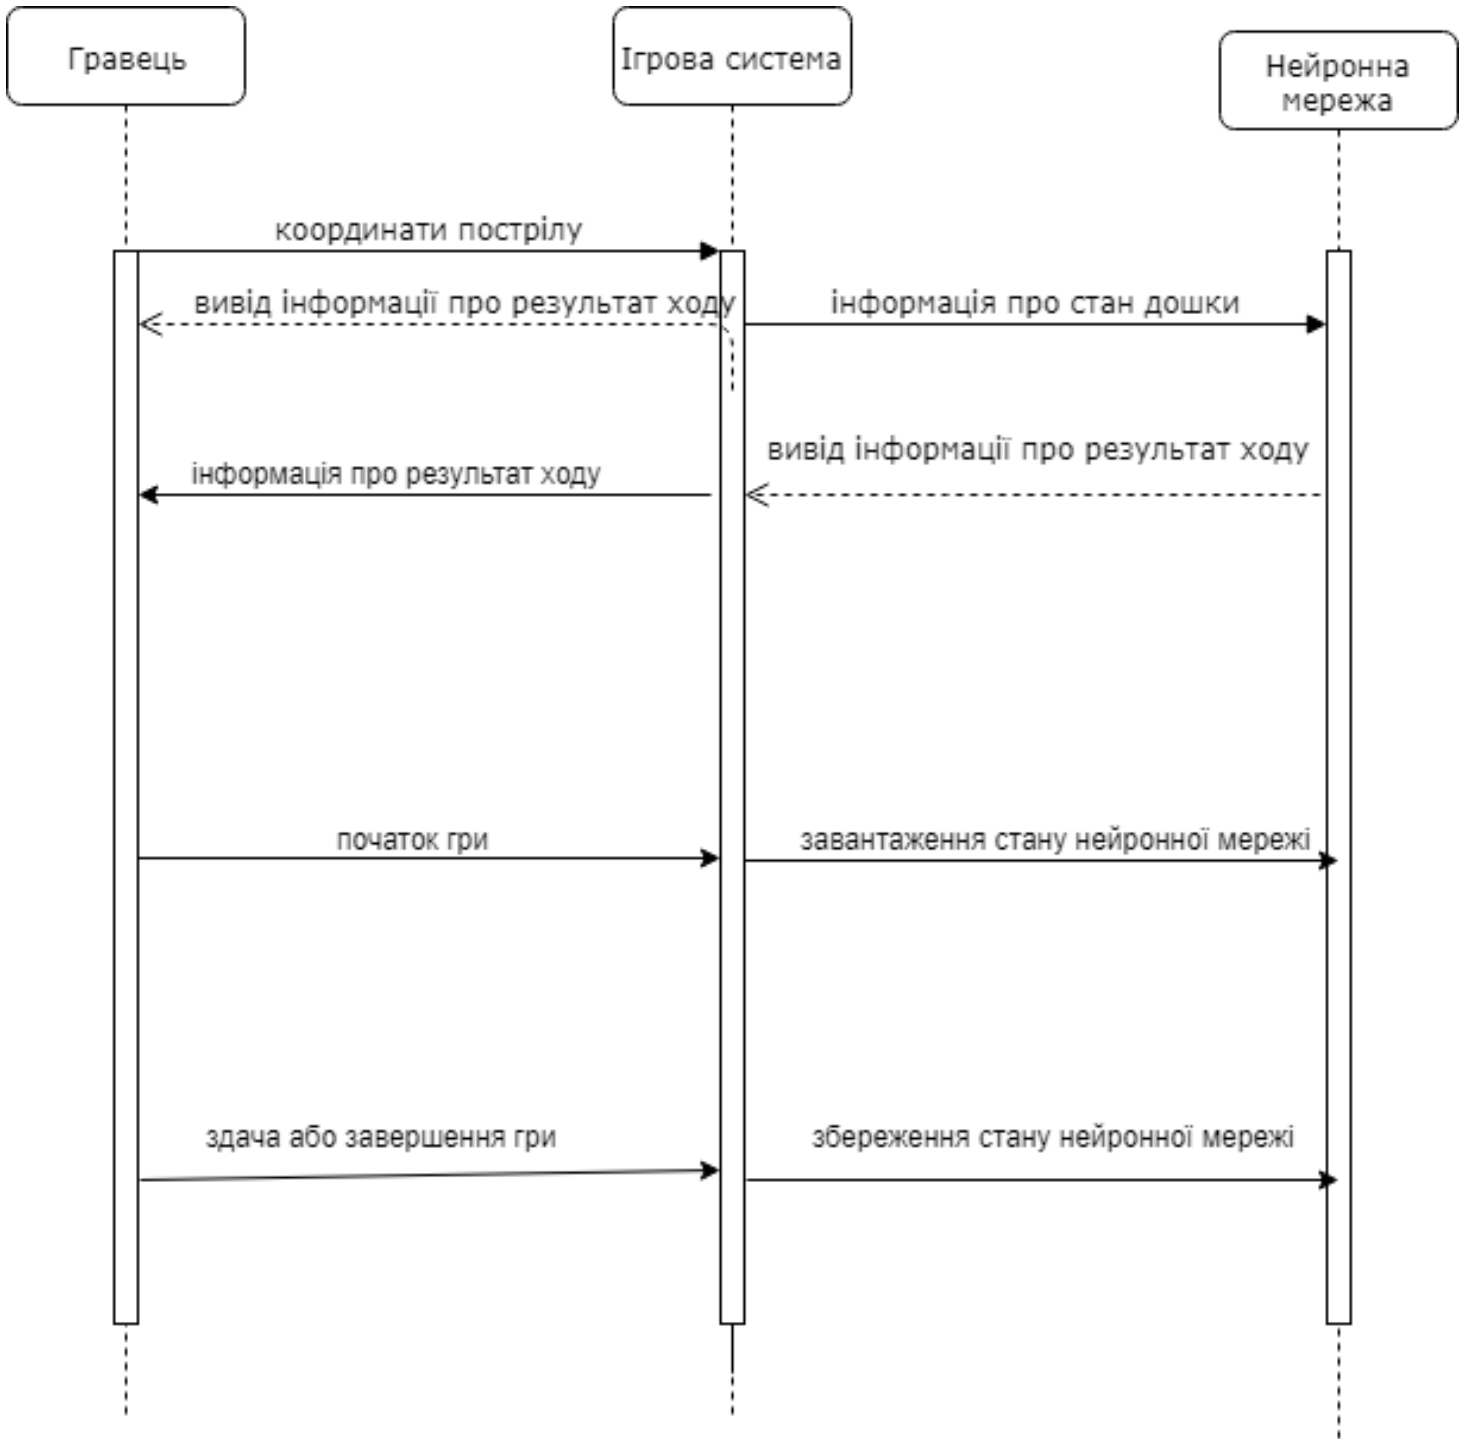 Гравець
Ігрова система
Нейронна
мережа
координати пострілу
вивід інформації про результат ходу
інформація про стан дошки
вивід інформації про результат ходу
інформація про результат ходу
початок гри
завантаження стану нейронної мережі
здача або завершення гри
збереження стану нейронної мережі